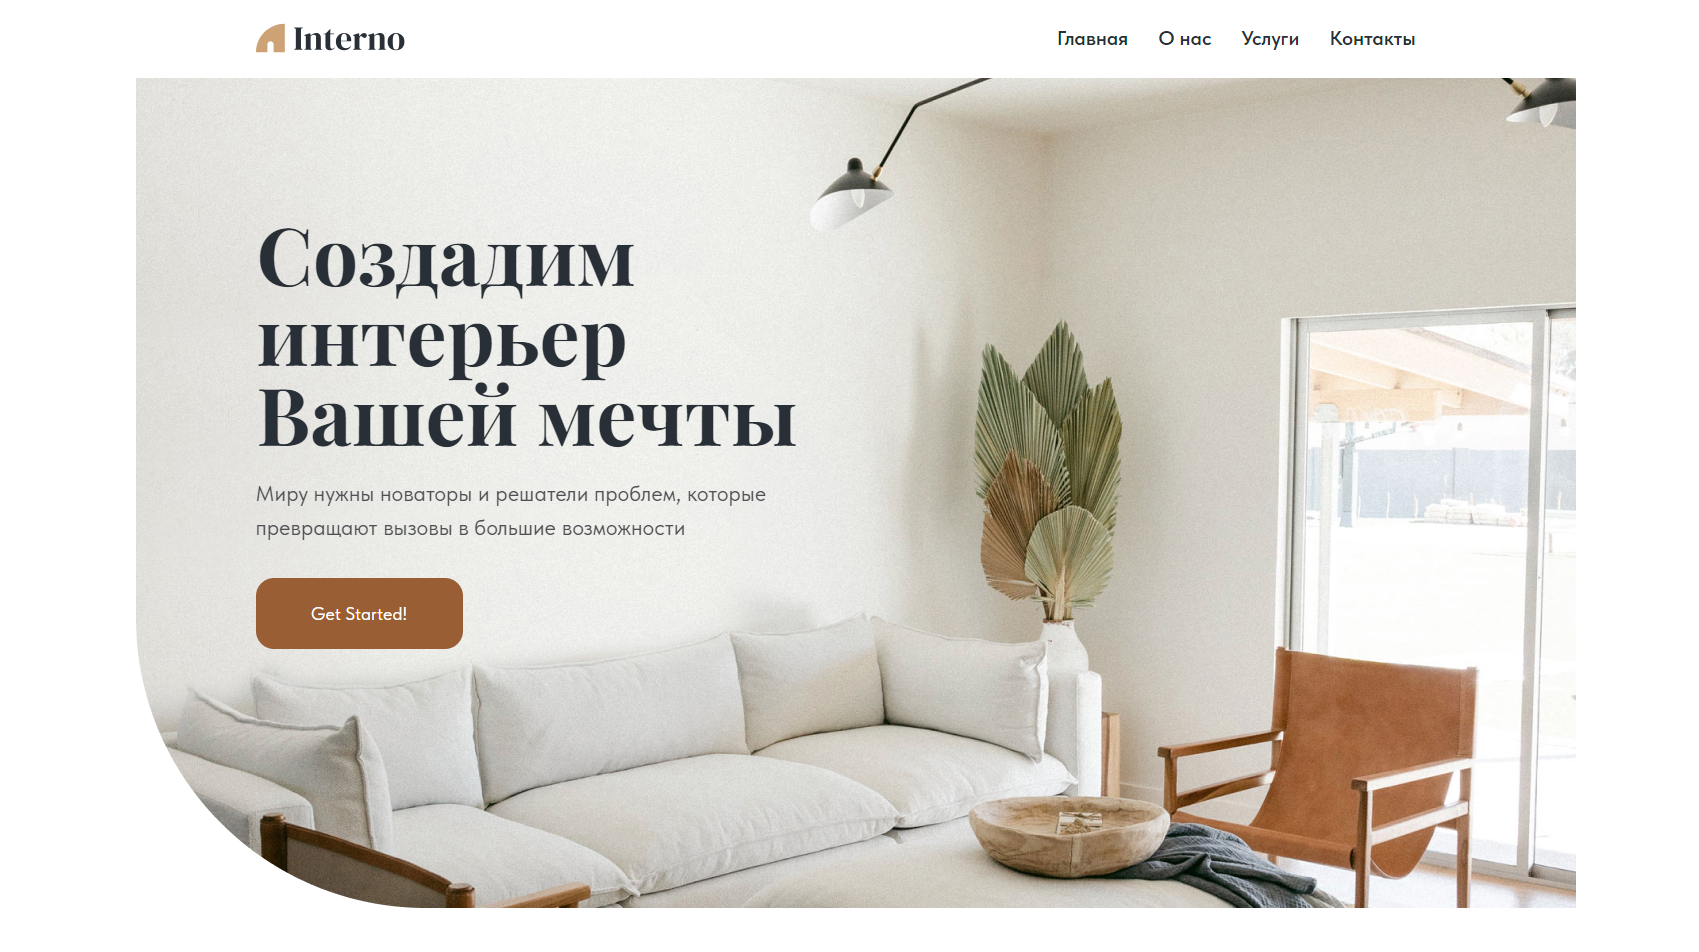 Interno
Главная О нас Услуги Контакты
Создадим
интерьер
Вашей мечты
Миру нужны новаторы и решатели проблем, которые
превращают вызовы в большие возможности
Get Started!